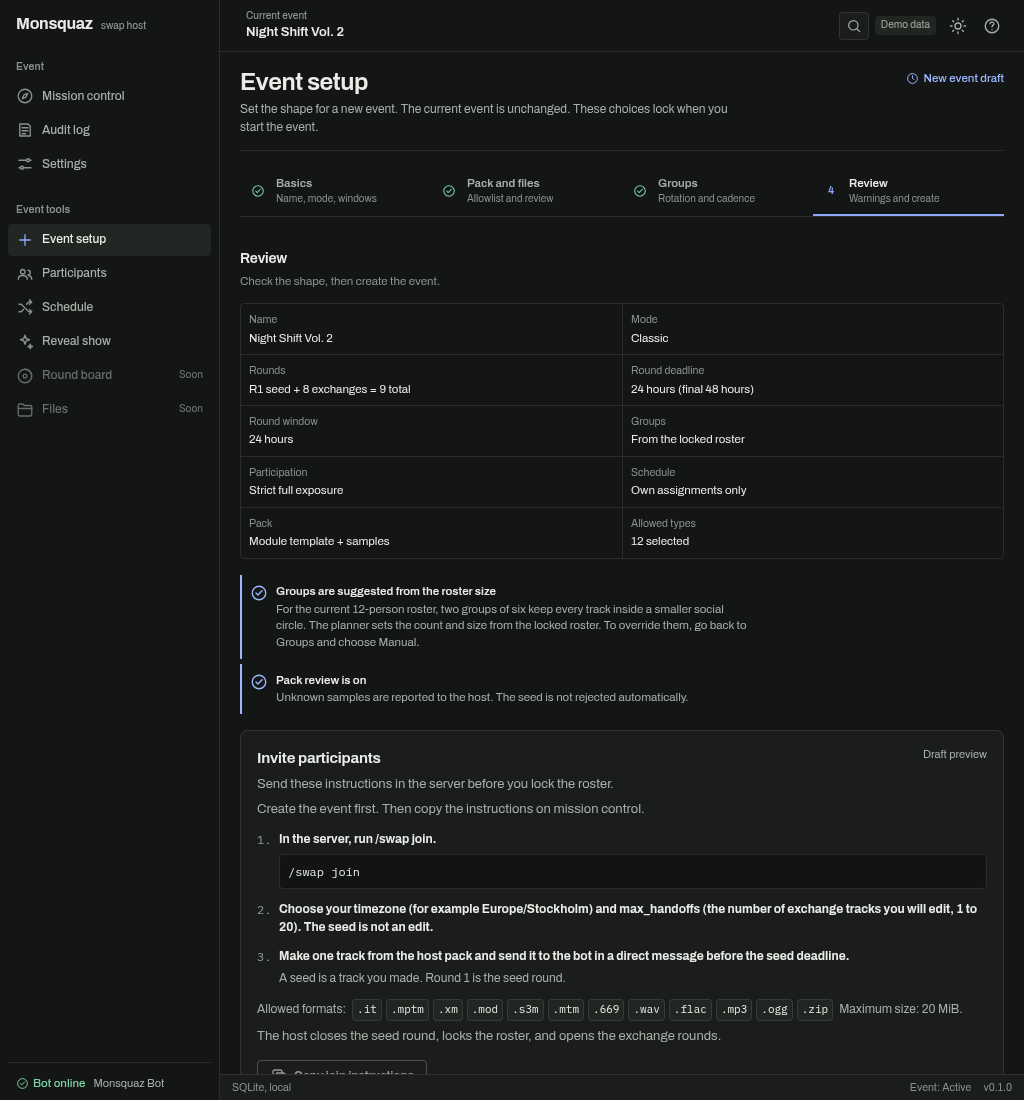 Monsquaz swap host
Event
Mission control
Audit log
Settings
Event tools
Event setup
Participants
Schedule
Reveal show
Round board Soon
Files Soon
Bot online Monsquaz Bot
Current event
Night Shift Vol. 2
Demo data
Event setup
New event draft
Set the shape for a new event. The current event is unchanged. These choices lock when you
start the event.
Basics
Name, mode, windows
Pack and files
Allowlist and review
Groups
Rotation and cadence
4 Review
Warnings and create
Review
Check the shape, then create the event.
Name
Night Shift Vol. 2
Mode
Classic
Rounds
R1 seed + 8 exchanges = 9 total
Round deadline
24 hours (final 48 hours)
Round window
24 hours
Groups
From the locked roster
Participation
Strict full exposure
Schedule
Own assignments only
Pack
Module template + samples
Allowed types
12 selected
Groups are suggested from the roster size
For the current 12-person roster, two groups of six keep every track inside a smaller social
circle. The planner sets the count and size from the locked roster. To override them, go back to
Groups and choose Manual.
Pack review is on
Unknown samples are reported to the host. The seed is not rejected automatically.
Invite participants
Draft preview
Send these instructions in the server before you lock the roster.
Create the event first. Then copy the instructions on mission control.
1. In the server, run /swap join.
/swap join
2. Choose your timezone (for example Europe/Stockholm) and max_handoffs (the number of exchange tracks you will edit, 1 to
20). The seed is not an edit.
3. Make one track from the host pack and send it to the bot in a direct message before the seed deadline.
A seed is a track you made. Round 1 is the seed round.
Allowed formats: .it .mptm .xm .mod .s3m .mtm .669 .wav .flac .mp3 .ogg .zip Maximum size: 20 MiB.
The host closes the seed round, locks the roster, and opens the exchange rounds.
Copy join instructions
SQLite, local
Event: Active v0.1.0